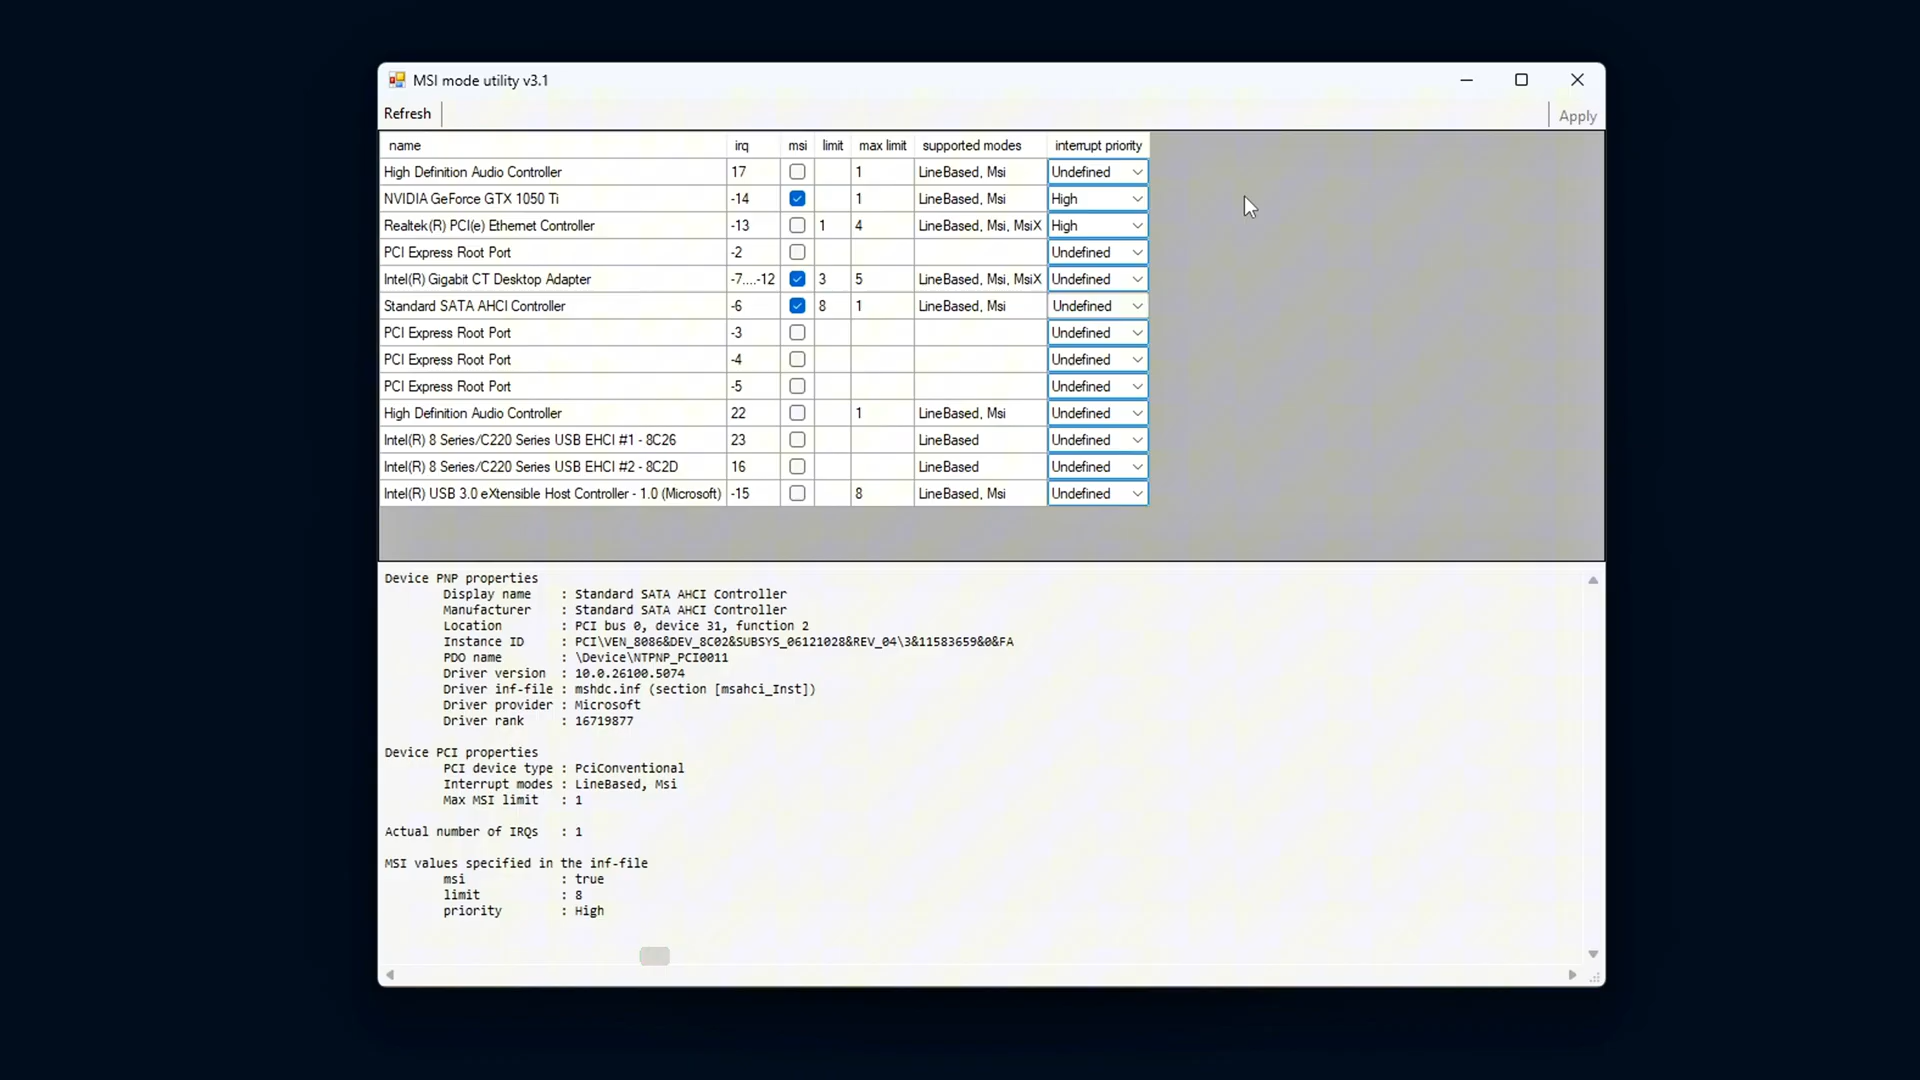 MSI mode utility v3.1
Refresh
Apply
name irq msi limit max limit supported modes interrupt priority
High Definition Audio Controller 17 1 LineBased, Msi Undefined
NVIDIA GeForce GTX 1050 Ti -14 1 LineBased, Msi High
Realtek(R) PCI(e) Ethernet Controller -13 1 4 LineBased, Msi, MsiX High
PCI Express Root Port -2 Undefined
Intel(R) Gigabit CT Desktop Adapter -7....-12 3 5 LineBased, Msi, MsiX Undefined
Standard SATA AHCI Controller -6 8 1 LineBased, Msi Undefined
PCI Express Root Port -3 Undefined
PCI Express Root Port -4 Undefined
PCI Express Root Port -5 Undefined
High Definition Audio Controller 22 1 LineBased, Msi Undefined
Intel(R) 8 Series/C220 Series USB EHCI #1 - 8C26 23 LineBased Undefined
Intel(R) 8 Series/C220 Series USB EHCI #2 - 8C2D 16 LineBased Undefined
Intel(R) USB 3.0 eXtensible Host Controller - 1.0 (Microsoft) -15 8 LineBased, Msi Undefined
Device PNP properties
Display name : Standard SATA AHCI Controller
Manufacturer : Standard SATA AHCI Controller
Location : PCI bus 0, device 31, function 2
Instance ID : PCI\VEN_8086&DEV_8C02&SUBSYS_06121028&REV_04\3&11583659&0&FA
PDO name : \Device\NTPNP_PCI0011
Driver version : 10.0.26100.5074
Driver inf-file : mshdc.inf (section [msahci_Inst])
Driver provider : Microsoft
Driver rank : 16719877
Device PCI properties
PCI device type : PciConventional
Interrupt modes : LineBased, Msi
Max MSI limit : 1
Actual number of IRQs : 1
MSI values specified in the inf-file
msi : true
limit : 8
priority : High